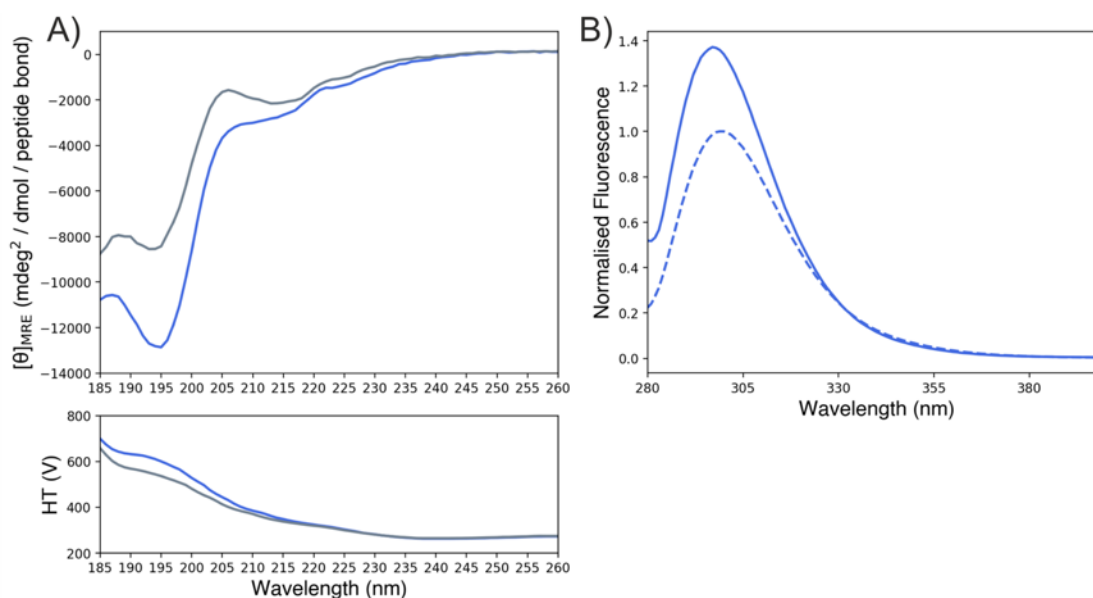 A)
[θ]MRE (mdeg² / dmol / peptide bond)
0
−2000
−4000
−6000
−8000
−10000
−12000
−14000
185 190 195 200 205 210 215 220 225 230 235 240 245 250 255 260
HT (V)
800
600
400
200
185 190 195 200 205 210 215 220 225 230 235 240 245 250 255 260
Wavelength (nm)
B)
Normalised Fluorescence
1.4
1.2
1.0
0.8
0.6
0.4
0.2
0.0
280 305 330 355 380
Wavelength (nm)